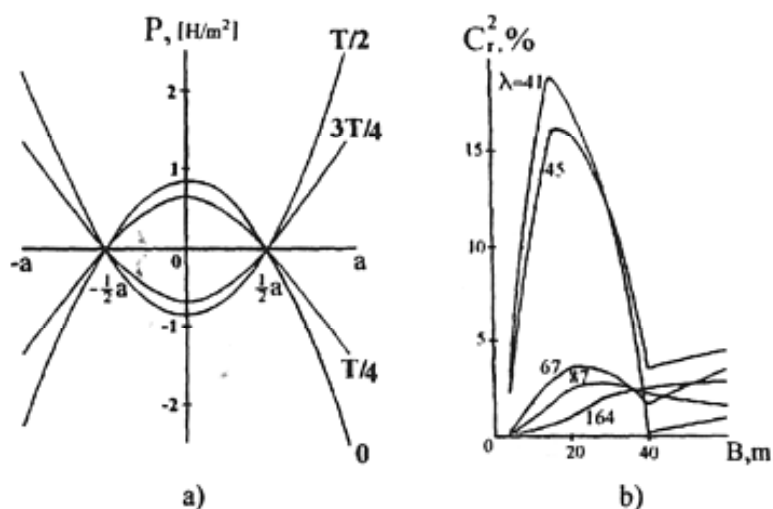 P, [H/m²]
T/2
3T/4
T/4
0
2
1
0
-1
-2
-a
-½a
½a
a
a)
C²r, %
λ=41
45
67
87
164
15
10
5
0
20
40
B,m
b)